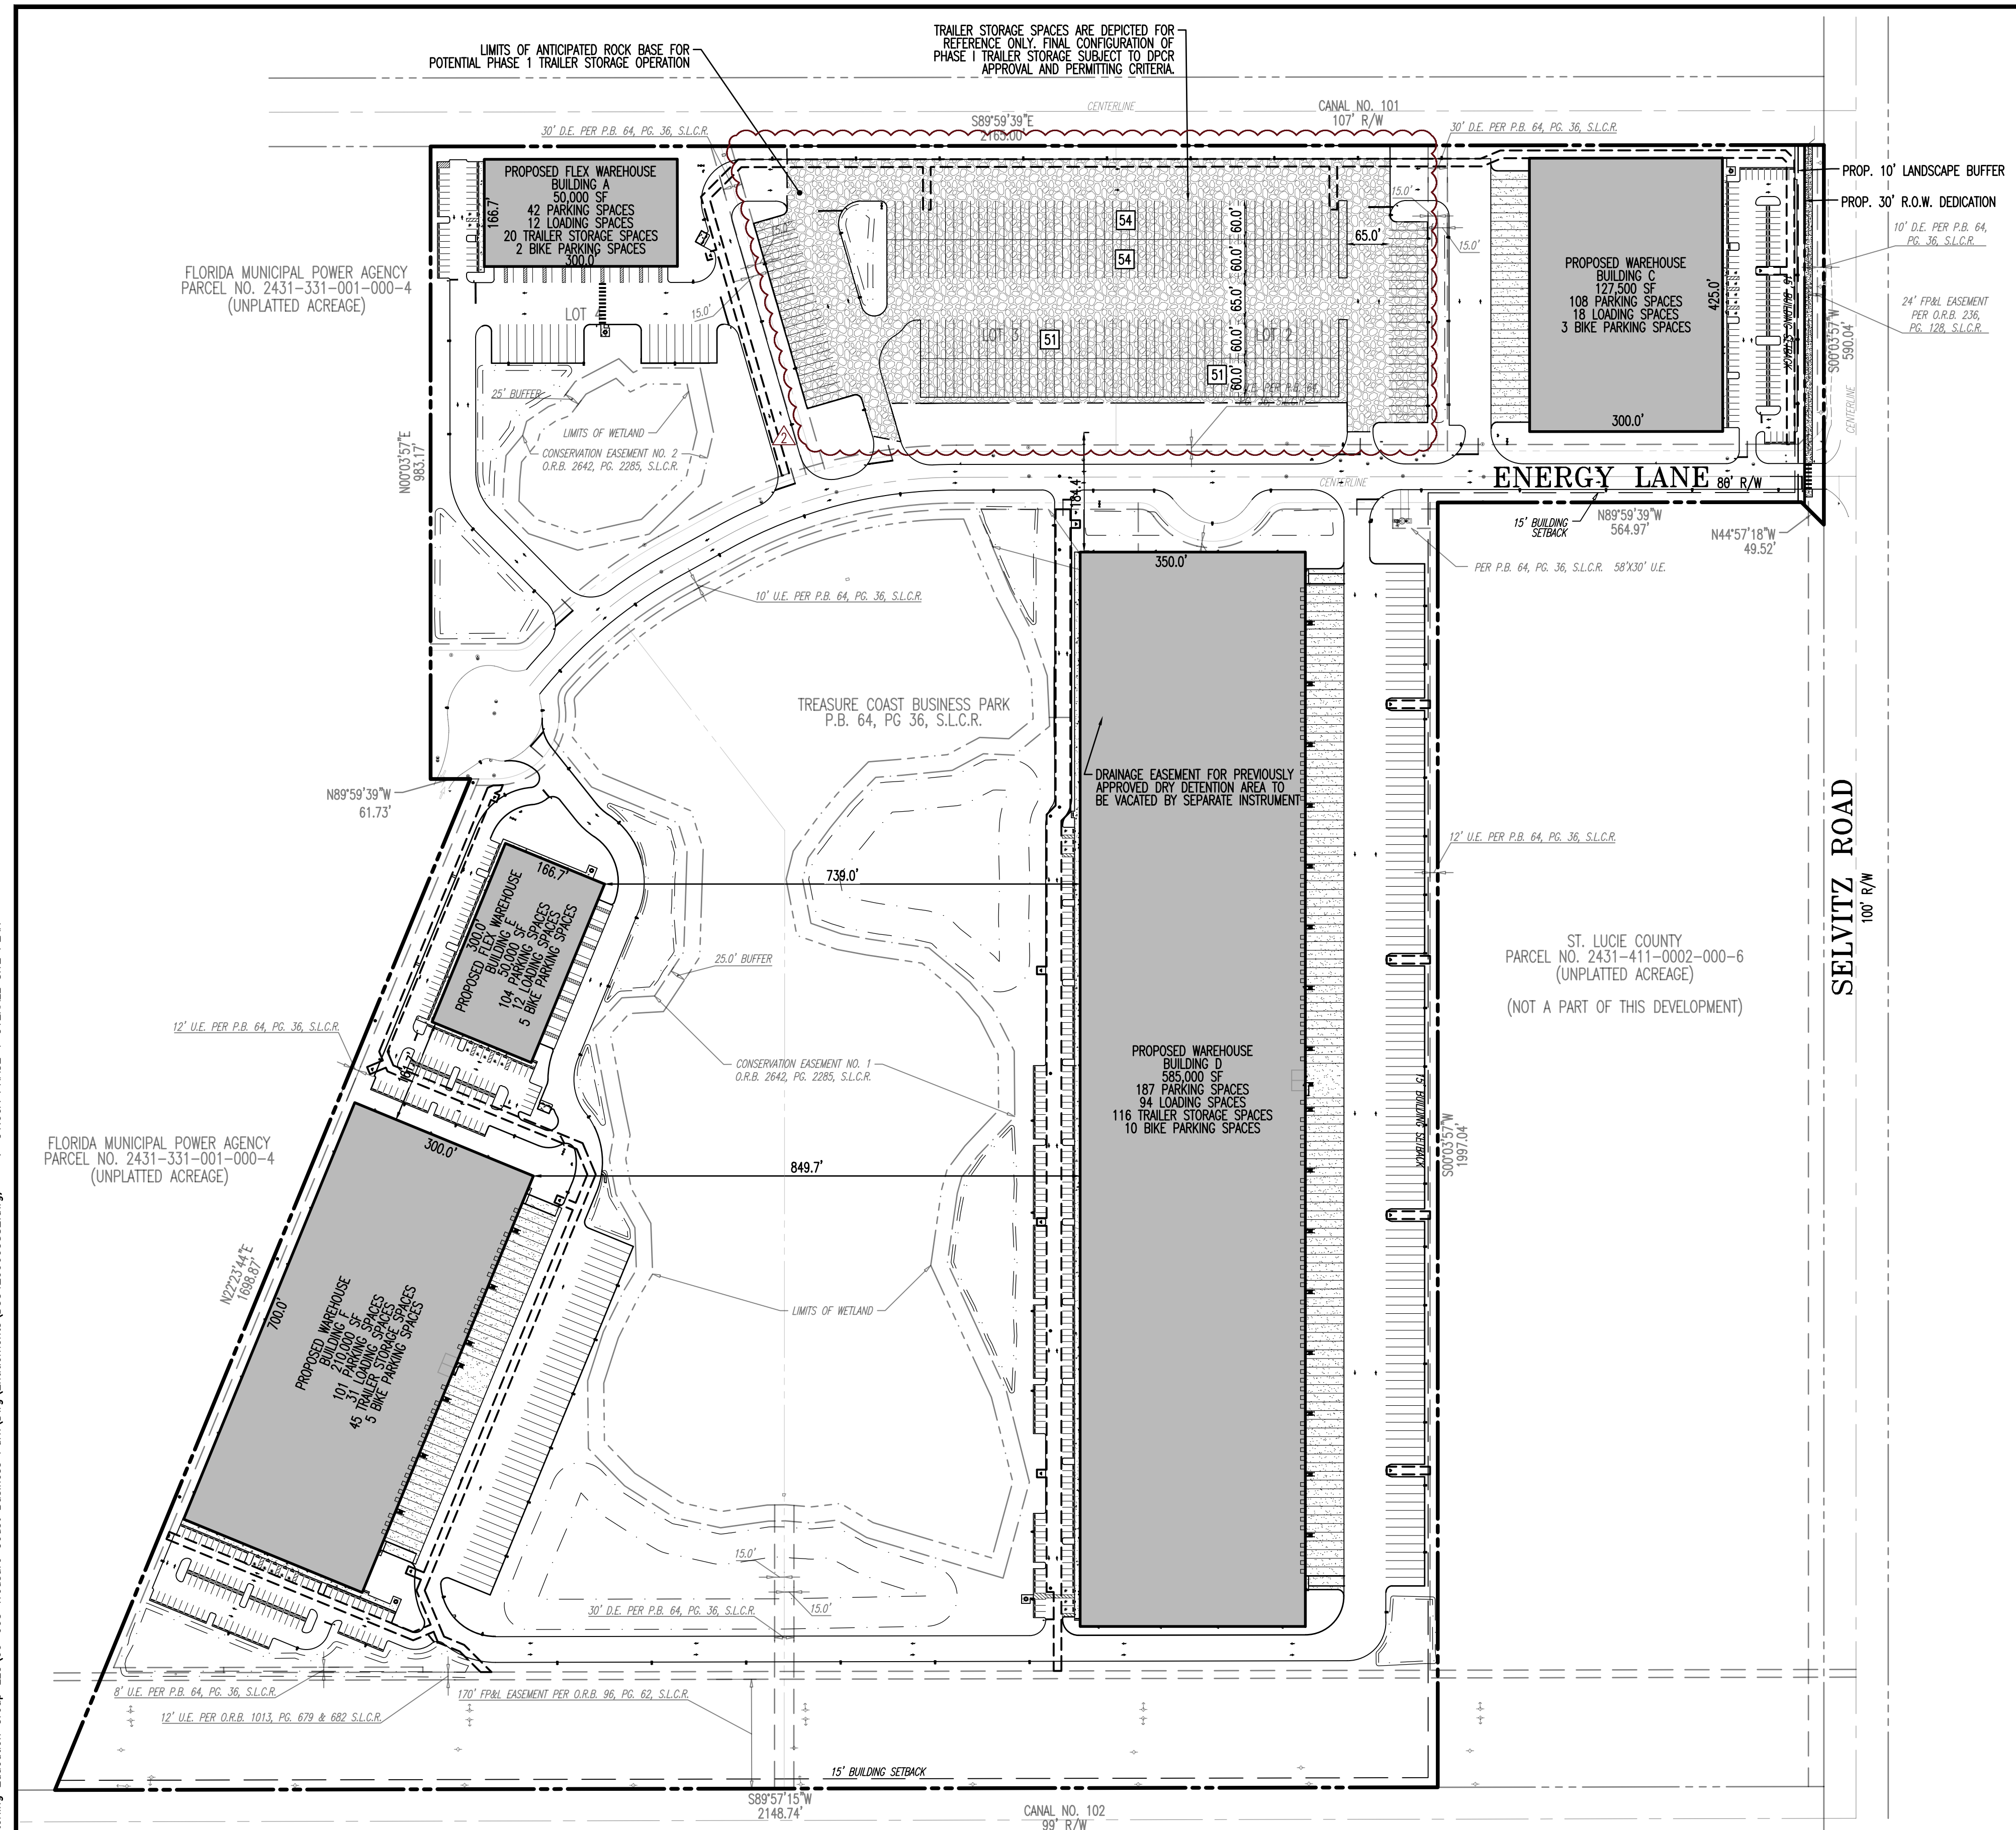 LIMITS OF ANTICIPATED ROCK BASE FOR
POTENTIAL PHASE 1 TRAILER STORAGE OPERATION
TRAILER STORAGE SPACES ARE DEPICTED FOR
REFERENCE ONLY. FINAL CONFIGURATION OF
PHASE I TRAILER STORAGE SUBJECT TO DPCR
APPROVAL AND PERMITTING CRITERIA.
CENTERLINE
CANAL NO. 101
107' R/W
S89°59'39"E
2165.00'
30' D.E. PER P.B. 64, PG. 36, S.L.C.R.
30' D.E. PER P.B. 64, PG. 36, S.L.C.R.
PROPOSED FLEX WAREHOUSE
BUILDING A
50,000 SF
42 PARKING SPACES
12 LOADING SPACES
20 TRAILER STORAGE SPACES
2 BIKE PARKING SPACES
300.0'
166.7'
PROP. 10' LANDSCAPE BUFFER
PROP. 30' R.O.W. DEDICATION
10' D.E. PER P.B. 64,
PG. 36, S.L.C.R.
24' FP&L EASEMENT
PER O.R.B. 236,
PG. 128, S.L.C.R.
S00°03'57"W
590.04'
CENTERLINE
15' BUILDING SETBACK
FLORIDA MUNICIPAL POWER AGENCY
PARCEL NO. 2431-331-001-000-4
(UNPLATTED ACREAGE)
LOT 4
15.0'
15.0'
54
54
51
51
60.0'
60.0'
65.0'
60.0'
60.0'
65.0'
15.0'
15.0'
LOT 3
LOT 2
PROPOSED WAREHOUSE
BUILDING C
127,500 SF
108 PARKING SPACES
18 LOADING SPACES
3 BIKE PARKING SPACES
425.0'
300.0'
25' BUFFER
LIMITS OF WETLAND
CONSERVATION EASEMENT NO. 2
O.R.B. 2642, PG. 2285, S.L.C.R.
2
N00°03'57"E
983.17'
U.E. PER P.B. 64,
184.4'
CENTERLINE
ENERGY LANE
R/W
15' BUILDING
SETBACK
N89°59'39"W
564.97'
N44°57'18"W
49.52'
PER P.B. 64, PG. 36, S.L.C.R. 58'X30' U.E.
350.0'
10' U.E. PER P.B. 64, PG. 36, S.L.C.R.
TREASURE COAST BUSINESS PARK
P.B. 64, PG 36, S.L.C.R.
DRAINAGE EASEMENT FOR PREVIOUSLY
APPROVED DRY DETENTION AREA TO
BE VACATED BY SEPARATE INSTRUMENT
N89°59'39"W
61.73'
12' U.E. PER P.B. 64, PG. 36, S.L.C.R.
SELVITZ ROAD
100' R/W
739.0'
166.7'
300.0'
PROPOSED FLEX WAREHOUSE
BUILDING E
50,000 SF
104 PARKING SPACES
12 LOADING SPACES
5 BIKE PARKING SPACES
25.0' BUFFER
ST. LUCIE COUNTY
PARCEL NO. 2431-411-0002-000-6
(UNPLATTED ACREAGE)
(NOT A PART OF THIS DEVELOPMENT)
12' U.E. PER P.B. 64, PG. 36, S.L.C.R.
CONSERVATION EASEMENT NO. 1
O.R.B. 2642, PG. 2285, S.L.C.R.
PROPOSED WAREHOUSE
BUILDING D
585,000 SF
187 PARKING SPACES
94 LOADING SPACES
116 TRAILER STORAGE SPACES
10 BIKE PARKING SPACES
15' BUILDING SETBACK
S00°03'57"W
1997.04'
FLORIDA MUNICIPAL POWER AGENCY
PARCEL NO. 2431-331-001-000-4
(UNPLATTED ACREAGE)
300.0'
849.7'
N22°23'44"E
1698.87'
700.0'
PROPOSED WAREHOUSE
BUILDING F
210,000 SF
101 PARKING SPACES
31 LOADING SPACES
45 TRAILER STORAGE SPACES
5 BIKE PARKING SPACES
LIMITS OF WETLAND
15.0'
15.0'
30' D.E. PER P.B. 64, PG. 36, S.L.C.R.
8' U.E. PER P.B. 64, PG. 36, S.L.C.R.
12' U.E. PER O.R.B. 1013, PG. 679 & 682 S.L.C.R.
170' FP&L EASEMENT PER O.R.B. 96, PG. 62, S.L.C.R.
15' BUILDING SETBACK
S89°57'15"W
2148.74'
CANAL NO. 102
99' R/W